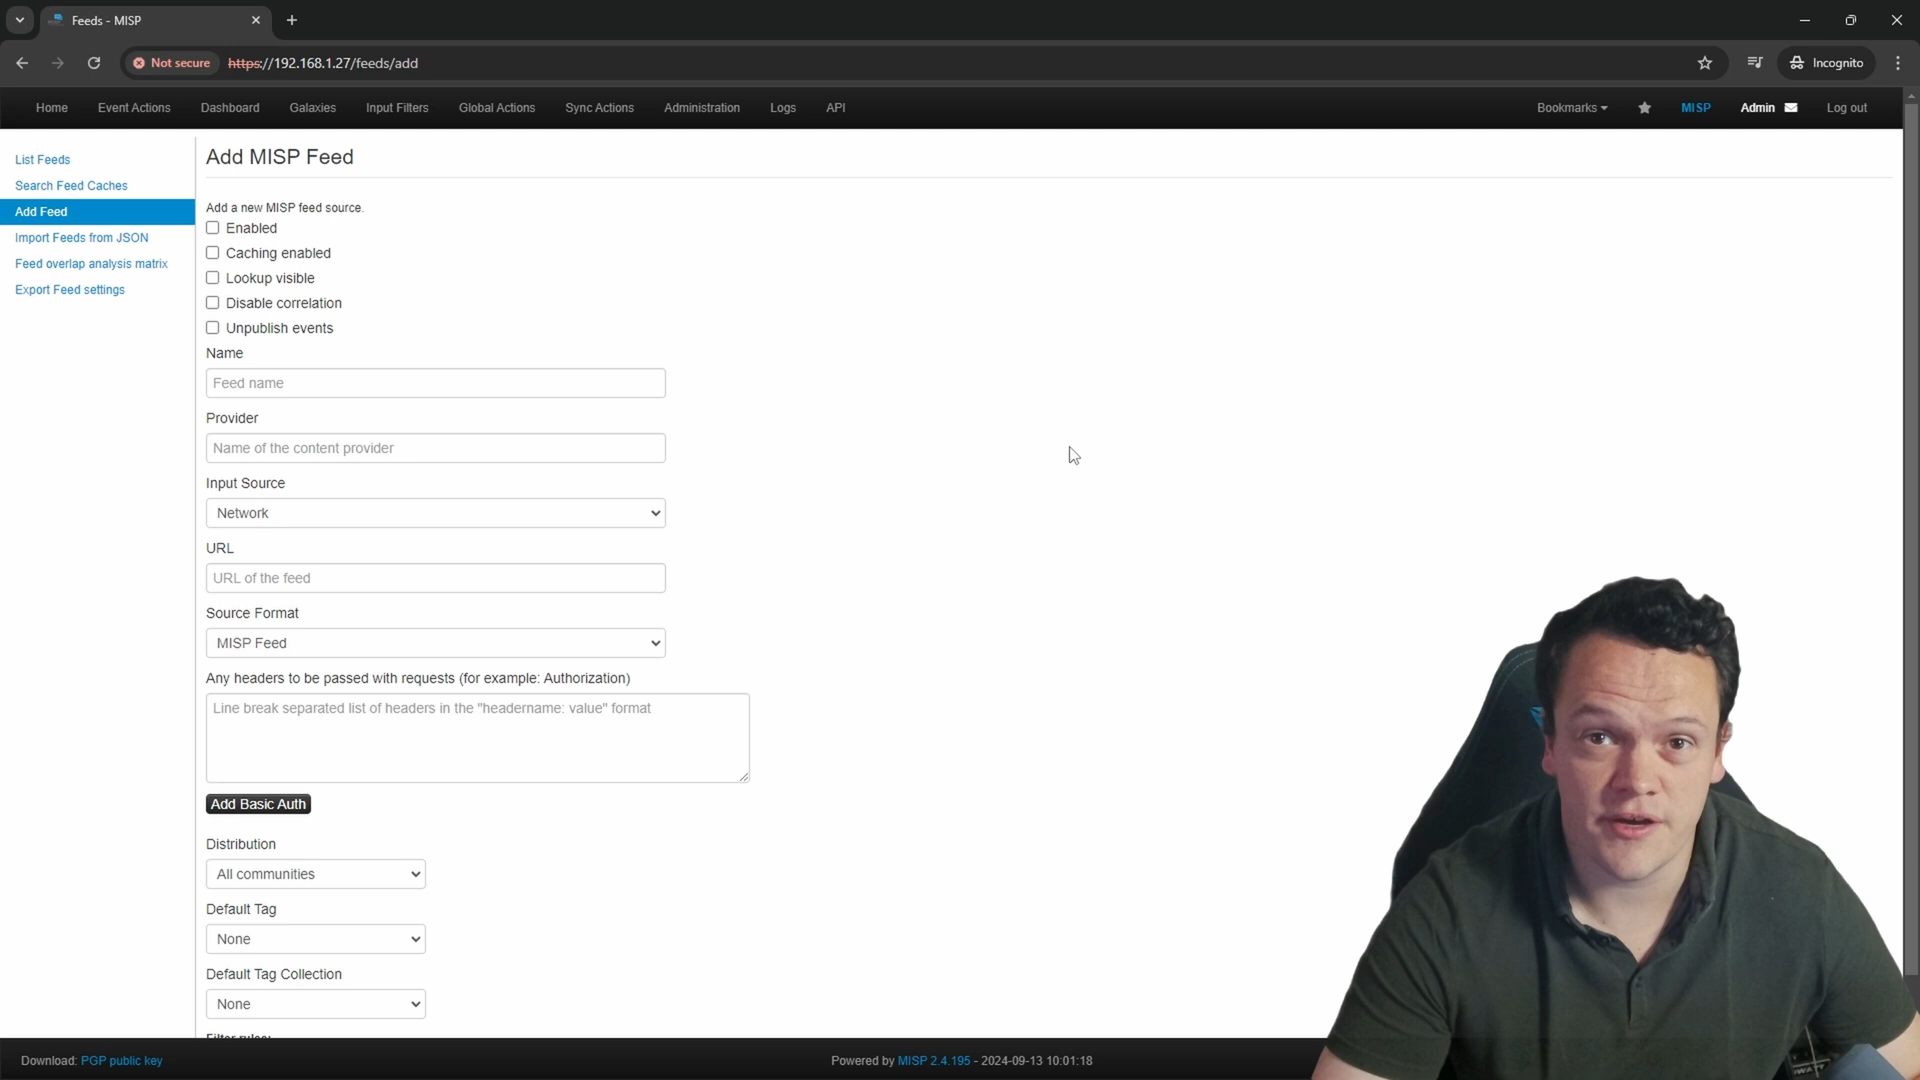 Feeds - MISP
Not secure
https://192.168.1.27/feeds/add
Incognito
Home
Event Actions
Dashboard
Galaxies
Input Filters
Global Actions
Sync Actions
Administration
Logs
API
Bookmarks
MISP
Admin
Log out
List Feeds
Search Feed Caches
Add Feed
Import Feeds from JSON
Feed overlap analysis matrix
Export Feed settings
Add MISP Feed
Add a new MISP feed source.
Enabled
Caching enabled
Lookup visible
Disable correlation
Unpublish events
Name
Feed name
Provider
Name of the content provider
Input Source
Network
URL
URL of the feed
Source Format
MISP Feed
Any headers to be passed with requests (for example: Authorization)
Line break separated list of headers in the "headername: value" format
Add Basic Auth
Distribution
All communities
Default Tag
None
Default Tag Collection
None
Filter rules:
Download: PGP public key
Powered by MISP 2.4.195 - 2024-09-13 10:01:18